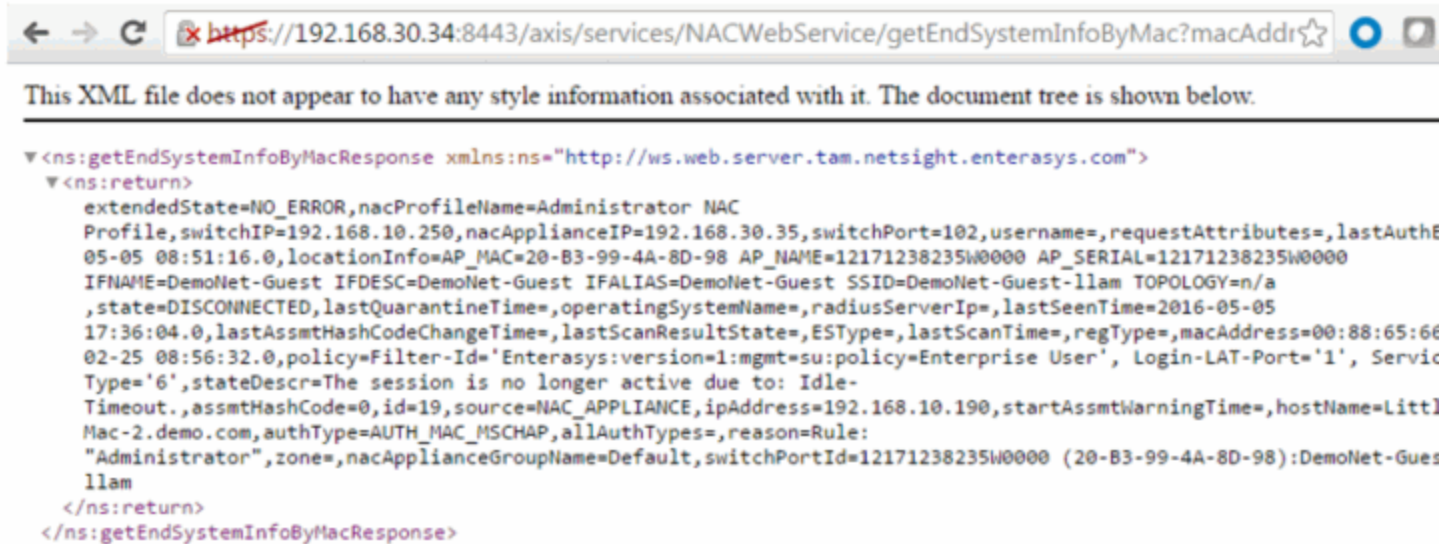 https://192.168.30.34:8443/axis/services/NACWebService/getEndSystemInfoByMac?macAddr
This XML file does not appear to have any style information associated with it. The document tree is shown below.
▼<ns:getEndSystemInfoByMacResponse xmlns:ns="http://ws.web.server.tam.netsight.enterasys.com">
▼<ns:return>
extendedState=NO_ERROR,nacProfileName=Administrator NAC
Profile,switchIP=192.168.10.250,nacApplianceIP=192.168.30.35,switchPort=102,username=,requestAttributes=,lastAuthE
05-05 08:51:16.0,locationInfo=AP_MAC=20-B3-99-4A-8D-98 AP_NAME=12171238235W0000 AP_SERIAL=12171238235W0000
IFNAME=DemoNet-Guest IFDESC=DemoNet-Guest IFALIAS=DemoNet-Guest SSID=DemoNet-Guest-llam TOPOLOGY=n/a
,state=DISCONNECTED,lastQuarantineTime=,operatingSystemName=,radiusServerIp=,lastSeenTime=2016-05-05
17:36:04.0,lastAssmtHashCodeChangeTime=,lastScanResultState=,ESType=,lastScanTime=,regType=,macAddress=00:88:65:66
02-25 08:56:32.0,policy=Filter-Id='Enterasys:version=1:mgmt=su:policy=Enterprise User', Login-LAT-Port='1', Servic
Type='6',stateDescr=The session is no longer active due to: Idle-
Timeout.,assmtHashCode=0,id=19,source=NAC_APPLIANCE,ipAddress=192.168.10.190,startAssmtWarningTime=,hostName=Littl
Mac-2.demo.com,authType=AUTH_MAC_MSCHAP,allAuthTypes=,reason=Rule:
"Administrator",zone=,nacApplianceGroupName=Default,switchPortId=12171238235W0000 (20-B3-99-4A-8D-98):DemoNet-Gues
llam
</ns:return>
</ns:getEndSystemInfoByMacResponse>